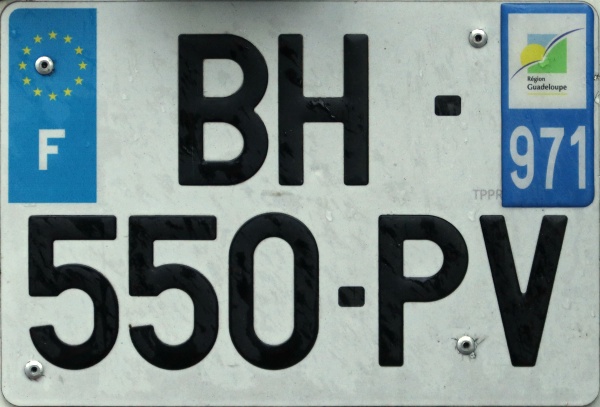 BH -
F
Région
Guadeloupe
971
TPPR
550-PV